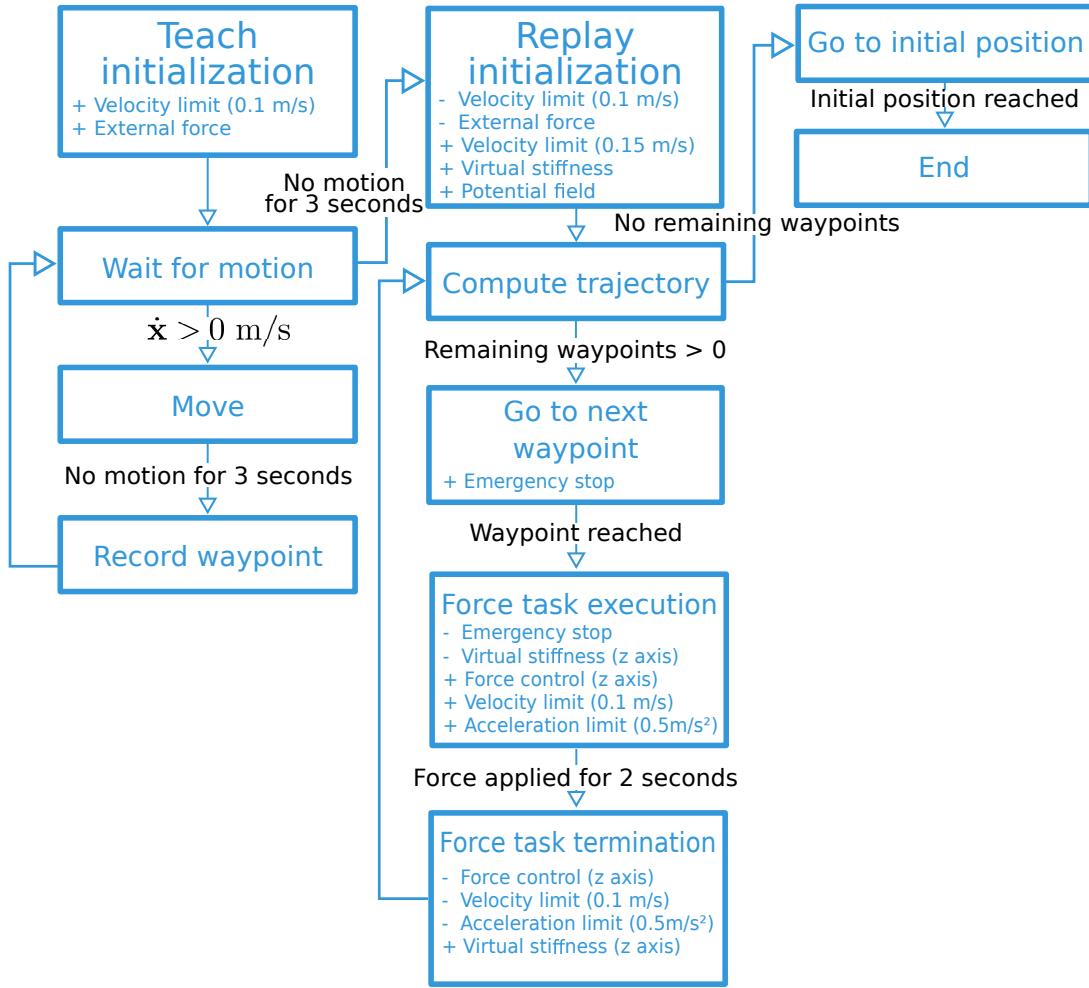 Teach
initialization
+ Velocity limit (0.1 m/s)
+ External force
Wait for motion
ẋ > 0 m/s
Move
No motion for 3 seconds
Record waypoint
No motion
for 3 seconds
Replay
initialization
- Velocity limit (0.1 m/s)
- External force
+ Velocity limit (0.15 m/s)
+ Virtual stiffness
+ Potential field
Compute trajectory
Remaining waypoints > 0
Go to next
waypoint
+ Emergency stop
Waypoint reached
Force task execution
- Emergency stop
- Virtual stiffness (z axis)
+ Force control (z axis)
+ Velocity limit (0.1 m/s)
+ Acceleration limit (0.5m/s²)
Force applied for 2 seconds
Force task termination
- Force control (z axis)
- Velocity limit (0.1 m/s)
- Acceleration limit (0.5m/s²)
+ Virtual stiffness (z axis)
No remaining waypoints
Go to initial position
Initial position reached
End